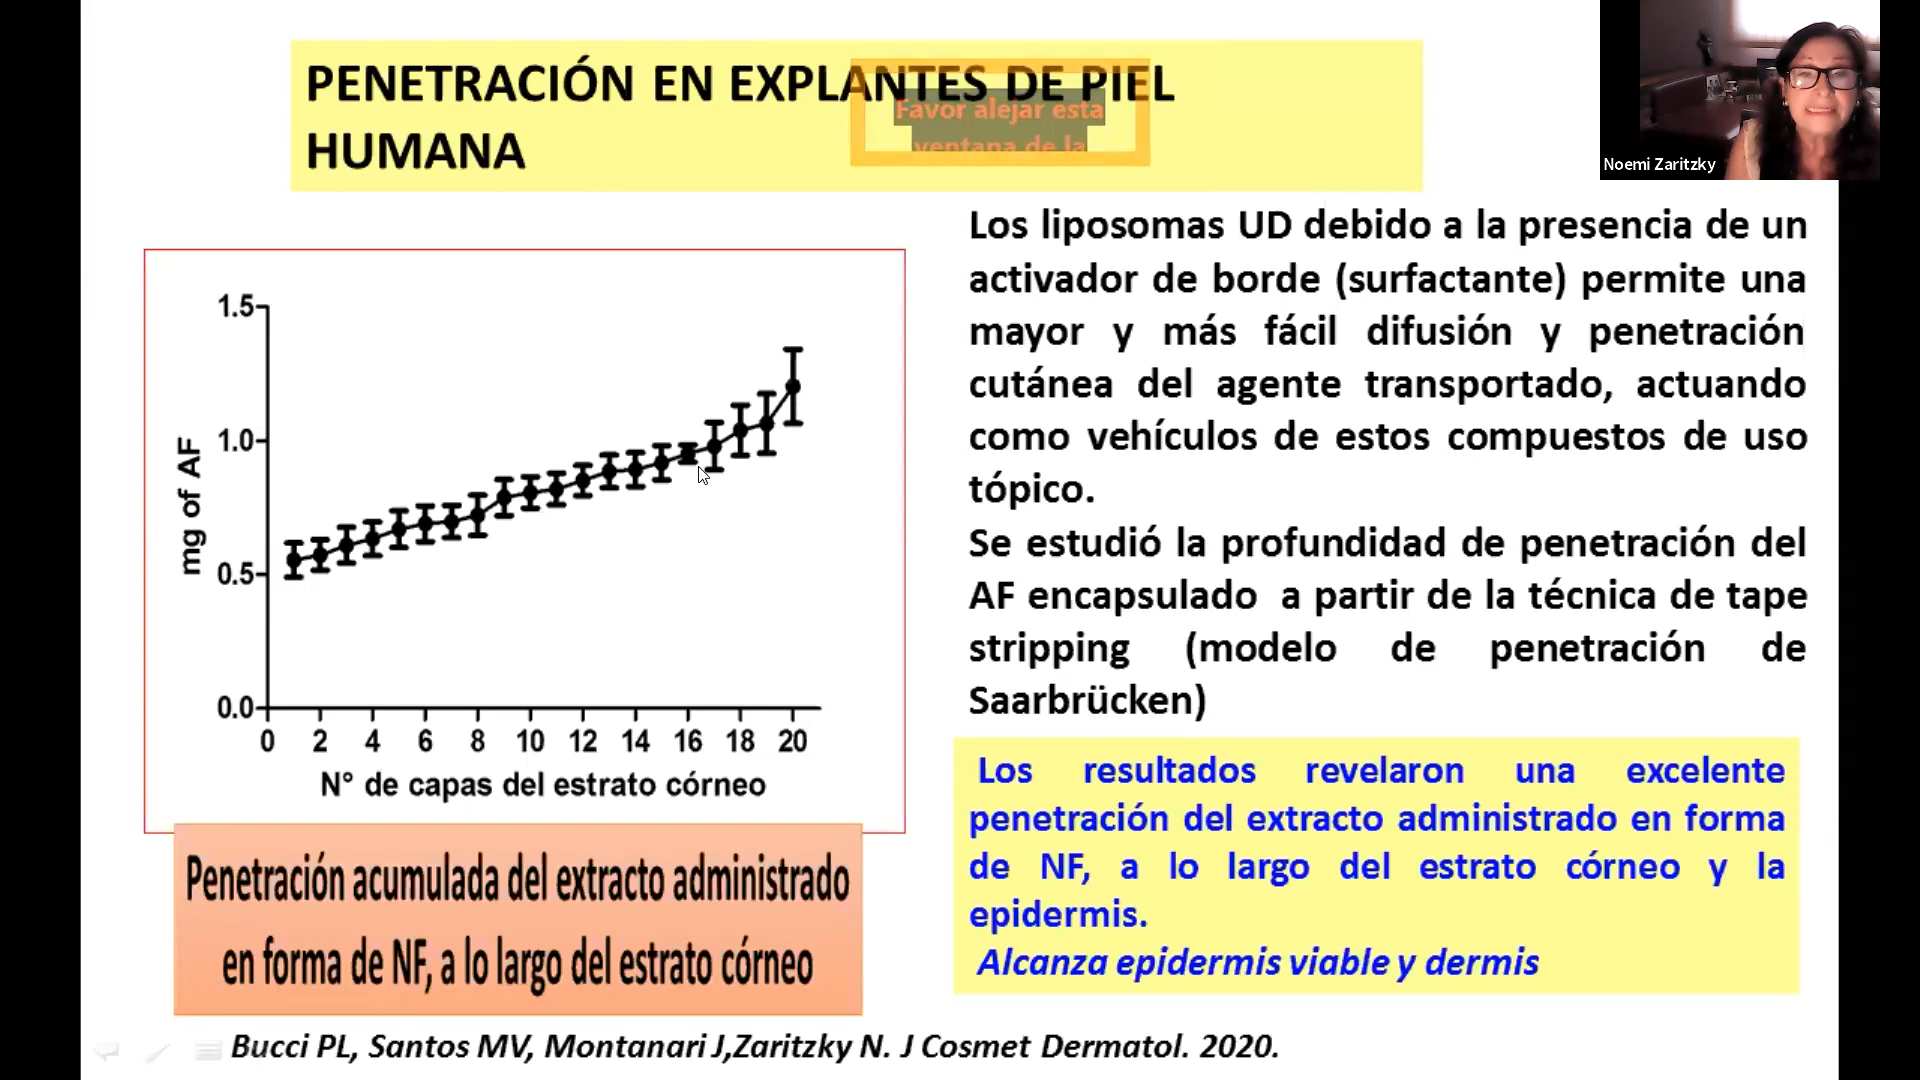 PENETRACIÓN EN EXPLANTES DE PIEL
HUMANA
Favor alejar esta
ventana de la
Noemi Zaritzky
Los liposomas UD debido a la presencia de un
activador de borde (surfactante) permite una
mayor y más fácil difusión y penetración
cutánea del agente transportado, actuando
como vehículos de estos compuestos de uso
tópico.
Se estudió la profundidad de penetración del
AF encapsulado a partir de la técnica de tape
stripping (modelo de penetración de
Saarbrücken)
1.5
1.0
0.5
0.0
mg of AF
0 2 4 6 8 10 12 14 16 18 20
N° de capas del estrato córneo
Penetración acumulada del extracto administrado
en forma de NF, a lo largo del estrato córneo
Los resultados revelaron una excelente
penetración del extracto administrado en forma
de NF, a lo largo del estrato córneo y la
epidermis.
Alcanza epidermis viable y dermis
Bucci PL, Santos MV, Montanari J,Zaritzky N. J Cosmet Dermatol. 2020.